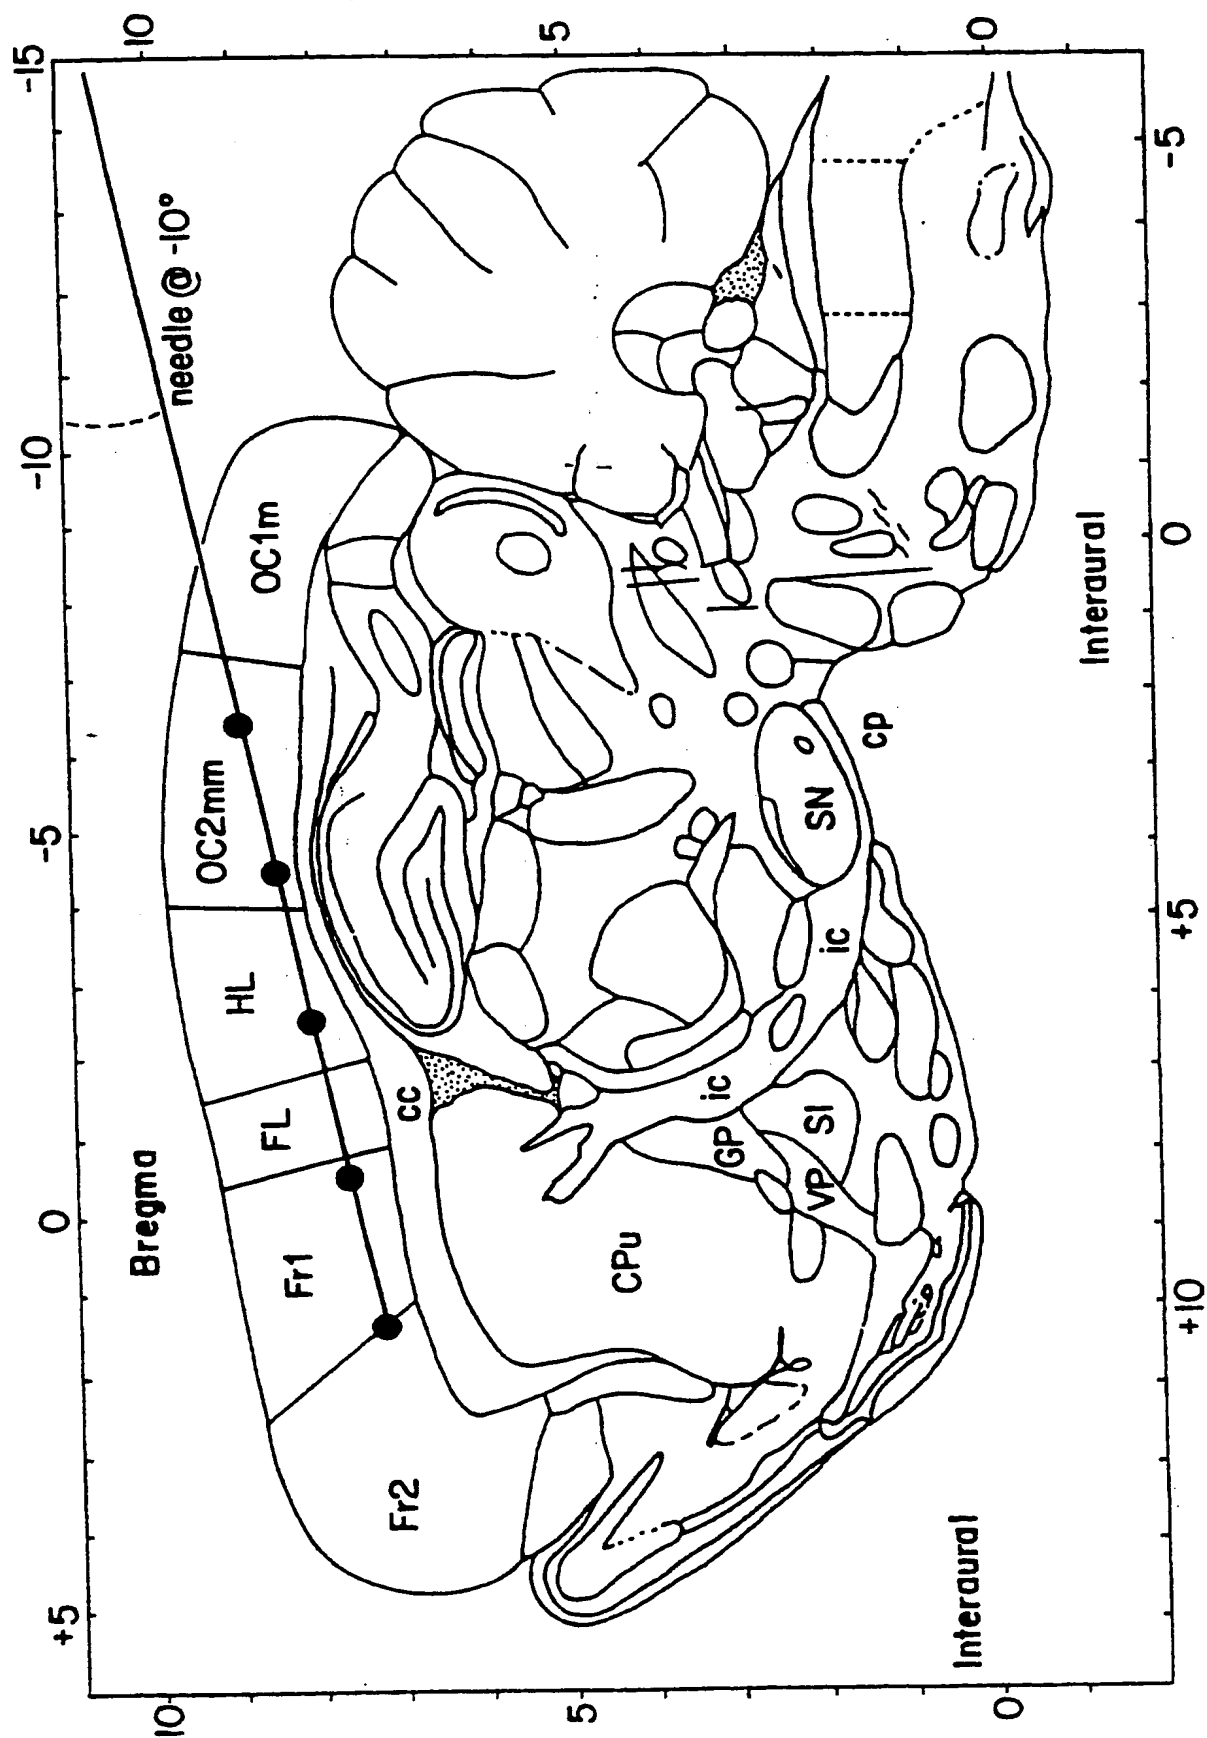 Bregma
+5
0
-5
-10
-15
10
5
0
needle @ -10°
Fr2
Fr1
FL
HL
OC2mm
OC1m
cc
CPu
GP
ic
VP
SI
ic
SN
cp
10
5
0
Interaural
Interaural
+10
+5
0
-5